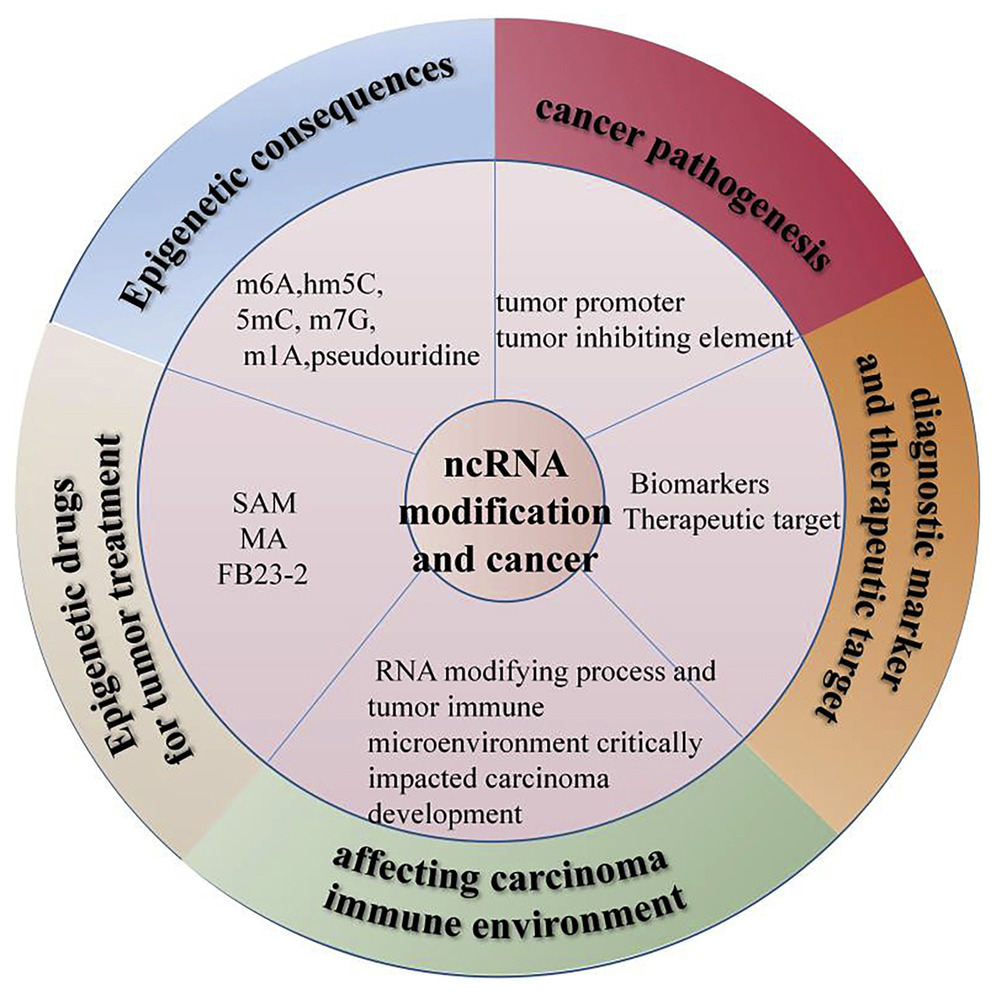 Epigenetic consequences
cancer pathogenesis
m6A,hm5C,
5mC, m7G,
m1A,pseudouridine
tumor promoter
tumor inhibiting element
diagnostic marker
and therapeutic target
Biomarkers
Therapeutic target
ncRNA
modification
and cancer
Epigenetic drugs
for tumor treatment
SAM
MA
FB23-2
RNA modifying process and
tumor immune
microenvironment critically
impacted carcinoma
development
affecting carcinoma
immune environment